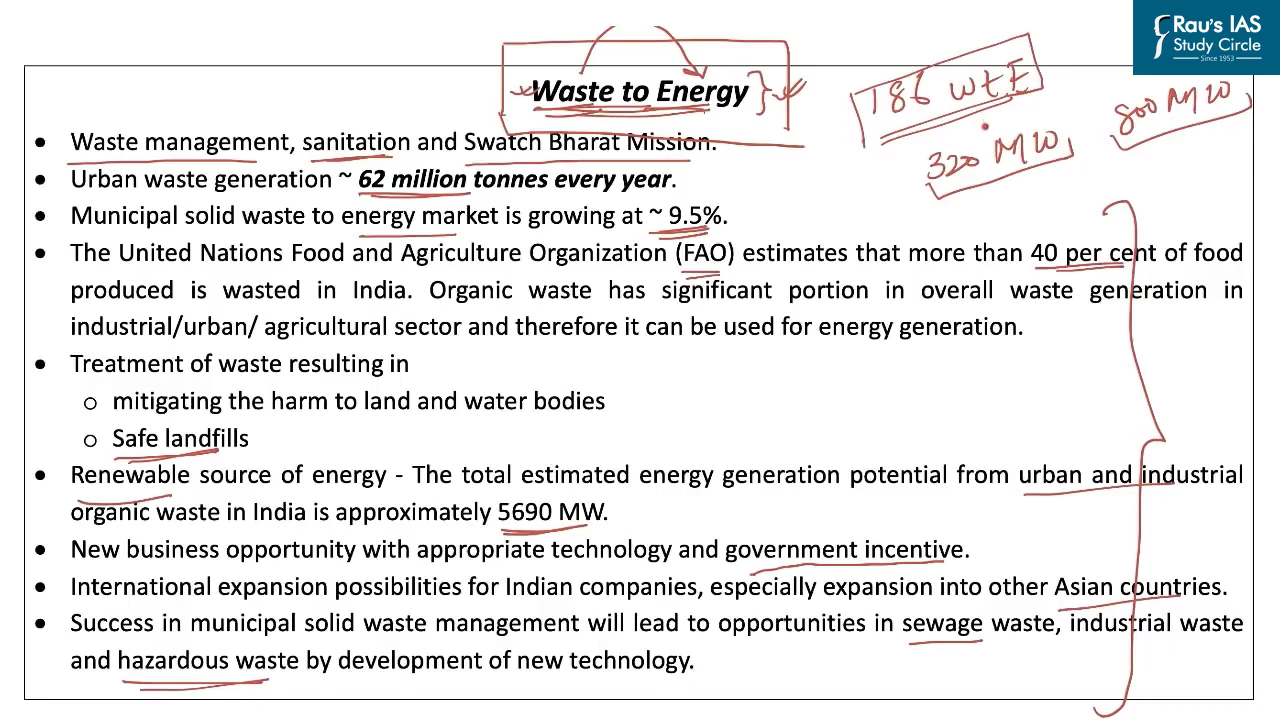 Rau's IAS
Study Circle
Since 1953
Waste to Energy
186 WtE
800 MW
320 MW
• Waste management, sanitation and Swatch Bharat Mission.
• Urban waste generation ~ 62 million tonnes every year.
• Municipal solid waste to energy market is growing at ~ 9.5%.
• The United Nations Food and Agriculture Organization (FAO) estimates that more than 40 per cent of food
produced is wasted in India. Organic waste has significant portion in overall waste generation in
industrial/urban/ agricultural sector and therefore it can be used for energy generation.
• Treatment of waste resulting in
o mitigating the harm to land and water bodies
o Safe landfills
• Renewable source of energy - The total estimated energy generation potential from urban and industrial
organic waste in India is approximately 5690 MW.
• New business opportunity with appropriate technology and government incentive.
• International expansion possibilities for Indian companies, especially expansion into other Asian countries.
• Success in municipal solid waste management will lead to opportunities in sewage waste, industrial waste
and hazardous waste by development of new technology.